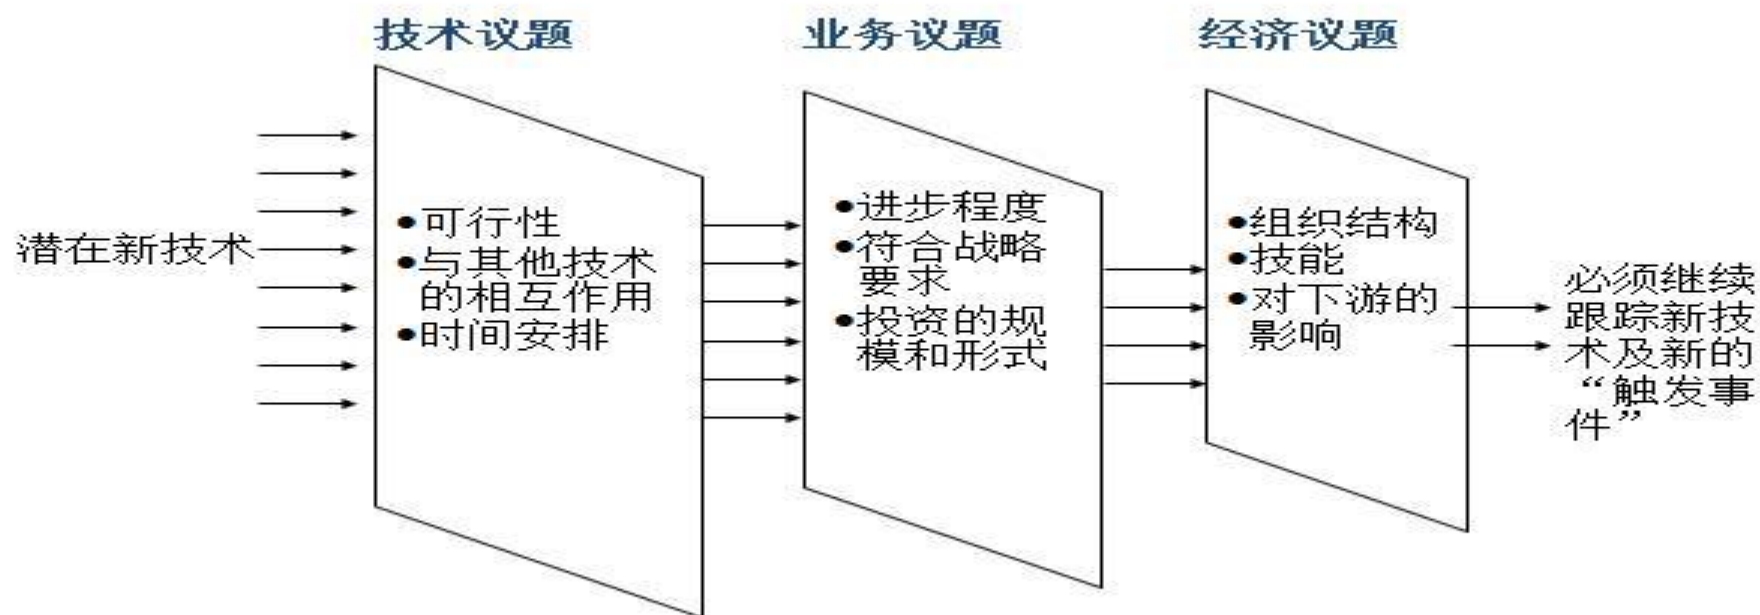 技术议题
业务议题
经济议题
潜在新技术
●可行性
●与其他技术
的相互作用
●时间安排
●进步程度
●符合战略
要求
●投资的规
模和形式
●组织结构
●技能
●对下游的
影响
必须继续
跟踪新技
术及新的
“触发事
件”